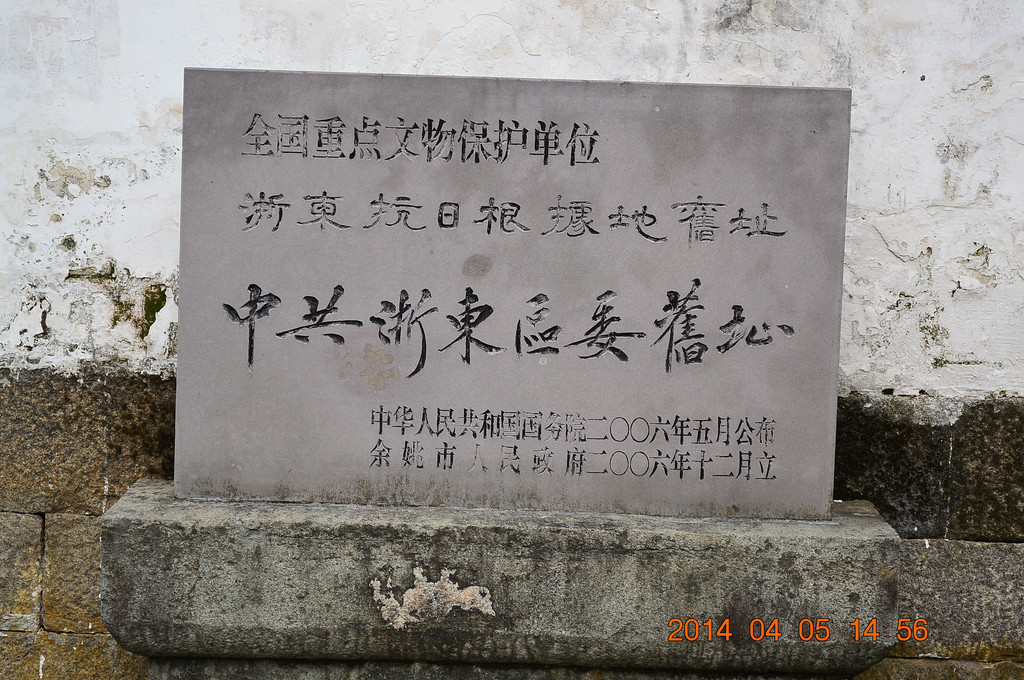 全国重点文物保护单位
浙東抗日根據地舊址
中共浙東區委舊址
中华人民共和国国务院二〇〇六年五月公布
余姚市人民政府二〇〇六年十二月立
2014 04 05 14 56